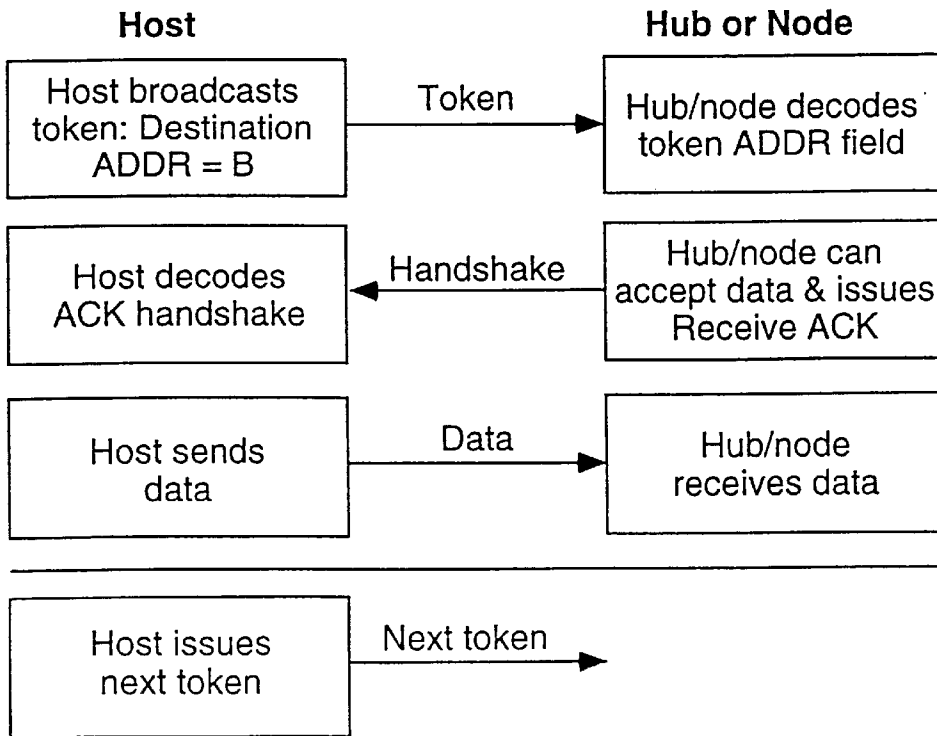 Host
Hub or Node
Host broadcasts
token: Destination
ADDR = B
Token
Hub/node decodes
token ADDR field
Host decodes
ACK handshake
Handshake
Hub/node can
accept data & issues
Receive ACK
Host sends
data
Data
Hub/node
receives data
Host issues
next token
Next token